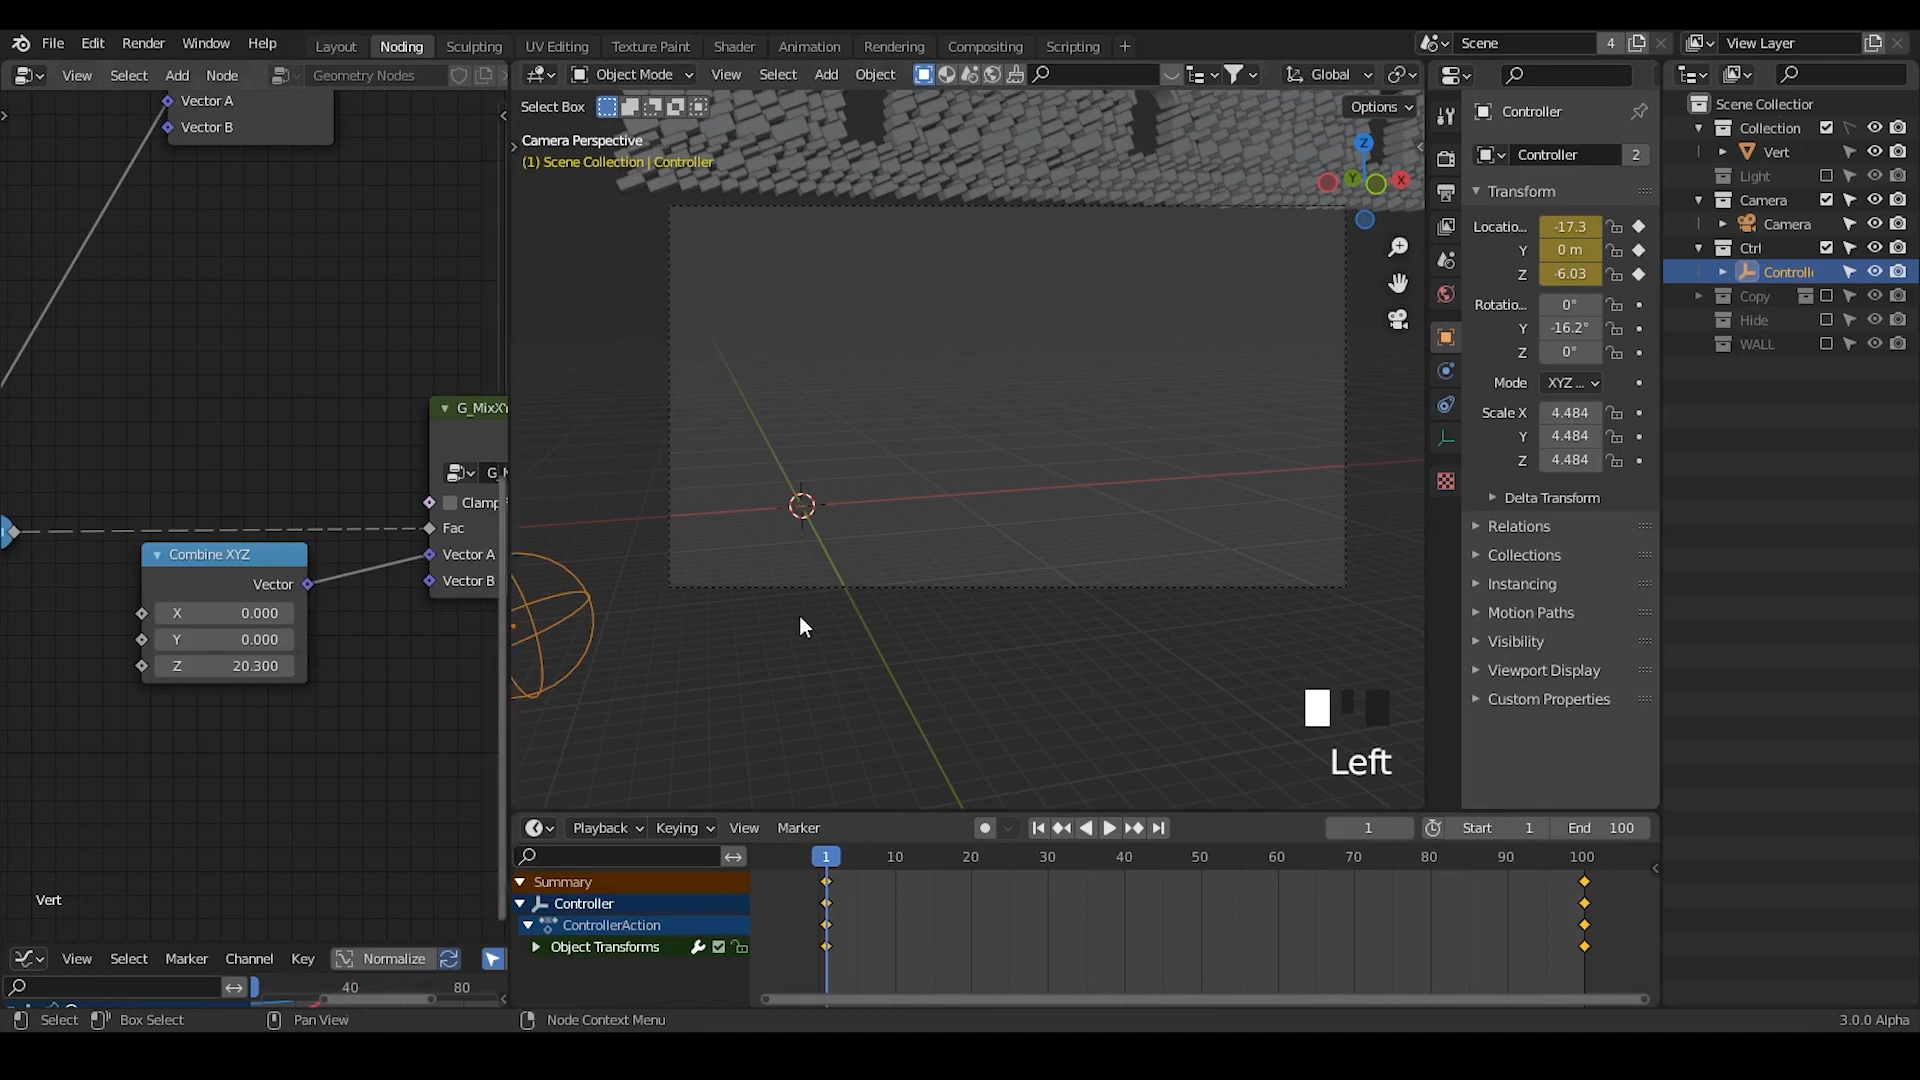 File Edit Render Window Help Layout Noding Sculpting UV Editing Texture Paint Shader Animation Rendering Compositing Scripting + Scene 4 View Layer
View Select Add Node Geometry Nodes Object Mode View Select Add Object Global
Select Box Options
Vector A
Vector B
Camera Perspective
(1) Scene Collection | Controller
Z
Y
X
G_MixXY
G_M
Clamp
Fac
Vector A
Vector B
Combine XYZ
Vector
X 0.000
Y 0.000
Z 20.300
Vert
Left
Controller
Controller 2
Transform
Locatio... -17.3
Y 0 m
Z -6.03
Rotatio... 0°
Y -16.2°
Z 0°
Mode XYZ ...
Scale X 4.484
Y 4.484
Z 4.484
Delta Transform
Relations
Collections
Instancing
Motion Paths
Visibility
Viewport Display
Custom Properties
Scene Collection
Collection
Vert
Light
Camera
Camera
Ctrl
Controll
Copy
Hide
WALL
Playback Keying View Marker 1 Start 1 End 100
1 10 20 30 40 50 60 70 80 90 100
Summary
Controller
ControllerAction
Object Transforms
View Select Marker Channel Key Normalize
40 80
Select Box Select Pan View Node Context Menu 3.0.0 Alpha